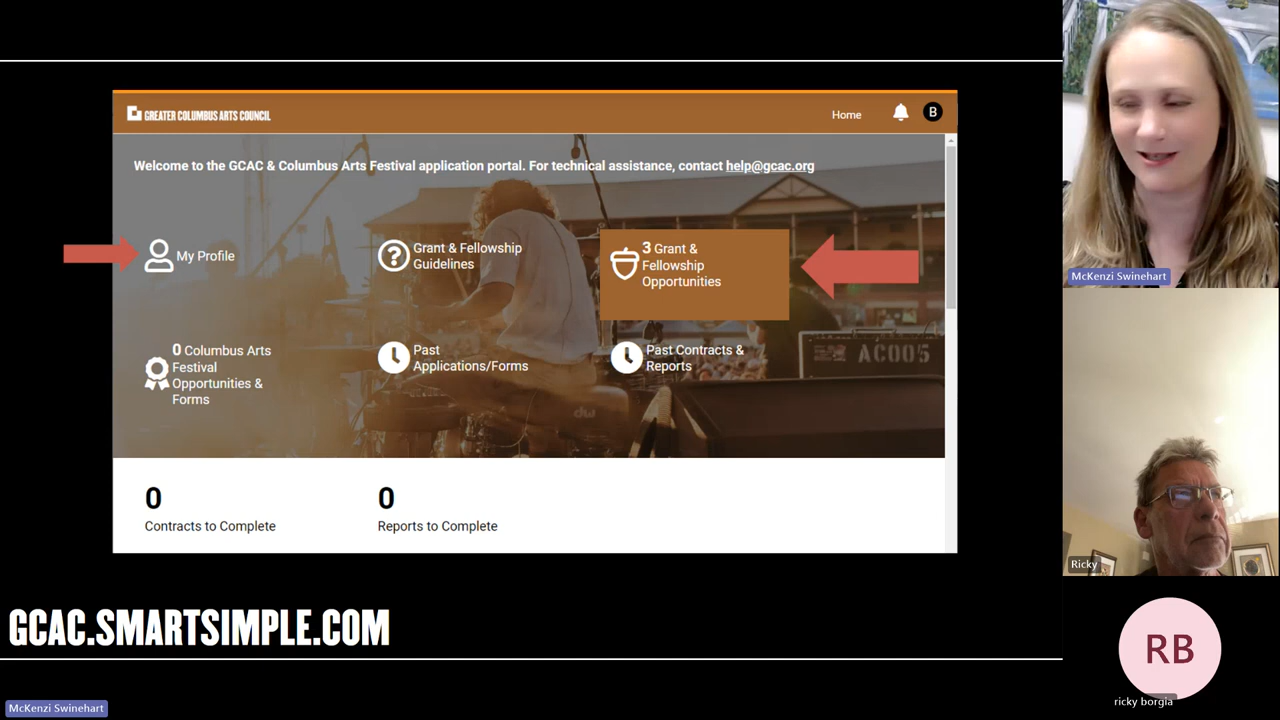 GREATER COLUMBUS ARTS COUNCIL
Home
B
Welcome to the GCAC & Columbus Arts Festival application portal. For technical assistance, contact help@gcac.org
My Profile
?
Grant & Fellowship
Guidelines
3 Grant &
Fellowship
Opportunities
0 Columbus Arts
Festival
Opportunities &
Forms
Past
Applications/Forms
Past Contracts &
Reports
AC005
dw
0
Contracts to Complete
0
Reports to Complete
GCAC.SMARTSIMPLE.COM
McKenzi Swinehart
McKenzi Swinehart
Ricky
RB
ricky borgia